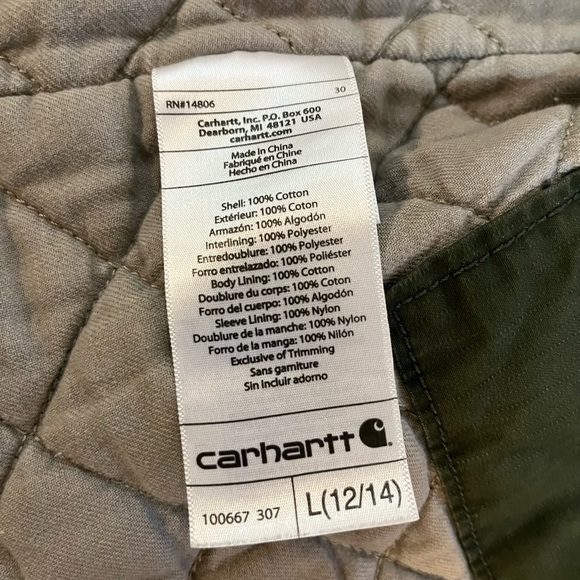 RN#14806 30
Carhartt, Inc. P.O. Box 600
Dearborn, MI 48121 USA
carhartt.com
Made in China
Fabriqué en Chine
Hecho en China
Shell: 100% Cotton
Extérieur: 100% Coton
Armazón: 100% Algodón
Interlining: 100% Polyester
Entredoublure: 100% Polyester
Forro entrelazado: 100% Poliéster
Body Lining: 100% Cotton
Doublure du corps: 100% Coton
Forro del cuerpo: 100% Algodón
Sleeve Lining: 100% Nylon
Doublure de la manche: 100% Nylon
Forro de la manga: 100% Nilón
Exclusive of Trimming
Sans garniture
Sin incluir adorno
carhartt
100667 307 L(12/14)